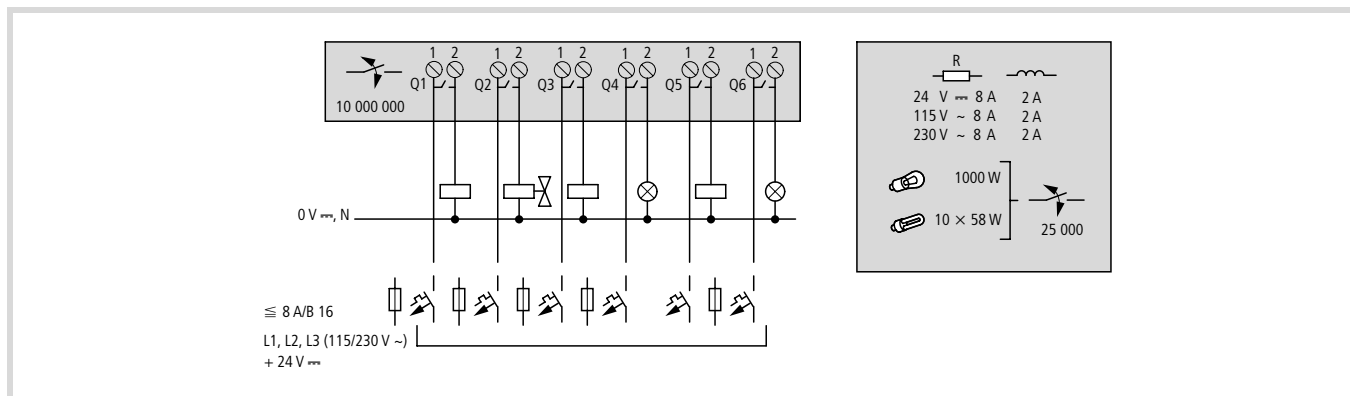 1 2 1 2 1 2 1 2 1 2 1 2
Q1 Q2 Q3 Q4 Q5 Q6
10 000 000
0 V ⎓, N
≦ 8 A/B 16
L1, L2, L3 (115/230 V ~)
+ 24 V ⎓
R
24 V ⎓ 8 A 2 A
115 V ~ 8 A 2 A
230 V ~ 8 A 2 A
1000 W
10 × 58 W
25 000